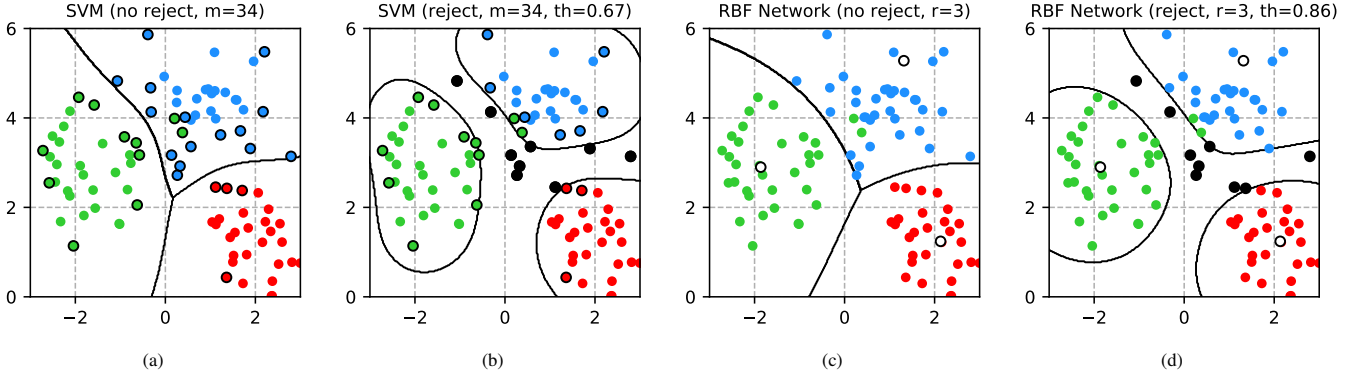 SVM (no reject, m=34)
6
4
2
0
−2 0 2
(a)
SVM (reject, m=34, th=0.67)
6
4
2
0
−2 0 2
(b)
RBF Network (no reject, r=3)
6
4
2
0
−2 0 2
(c)
RBF Network (reject, r=3, th=0.86)
6
4
2
0
−2 0 2
(d)